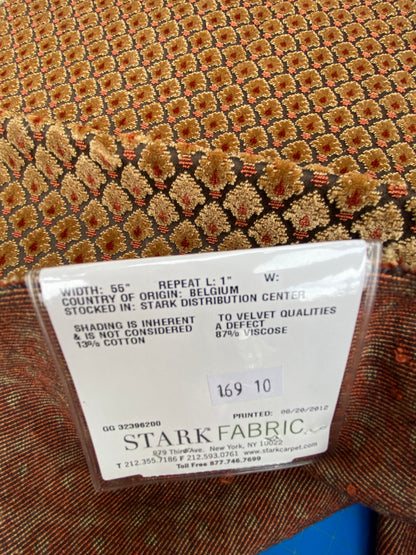 WIDTH: 55" REPEAT L: 1" W:
COUNTRY OF ORIGIN: BELGIUM
STOCKED IN: STARK DISTRIBUTION CENTER
SHADING IS INHERENT TO VELVET QUALITIES
& IS NOT CONSIDERED A DEFECT
13% COTTON 87% VISCOSE
169 10
PRINTED: 06/20/2012
GG 32396200
STARK FABRIC
979 Third Ave. New York, NY 10022
T 212.355.7186 F 212.593.0761 www.starkcarpet.com
Toll Free 877.746.7699